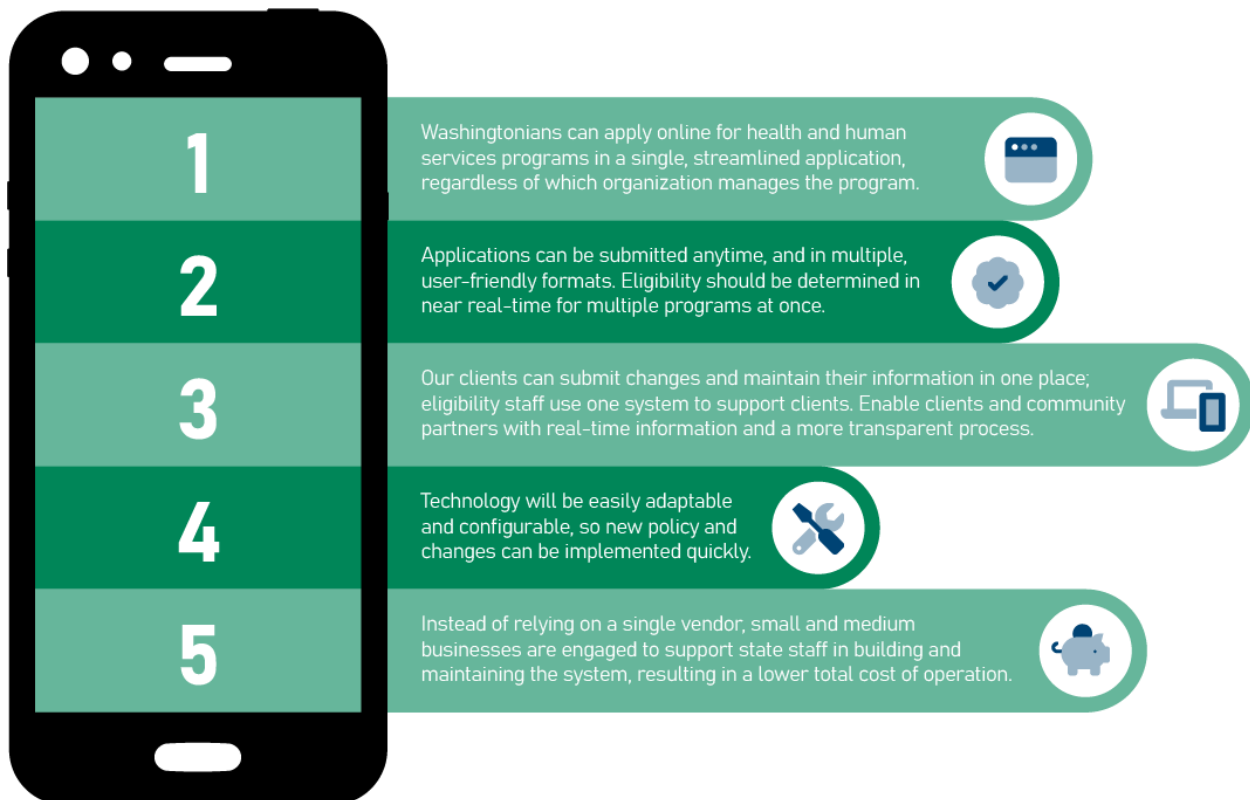 1
Washingtonians can apply online for health and human
services programs in a single, streamlined application,
regardless of which organization manages the program.
2
Applications can be submitted anytime, and in multiple,
user-friendly formats. Eligibility should be determined in
near real-time for multiple programs at once.
3
Our clients can submit changes and maintain their information in one place;
eligibility staff use one system to support clients. Enable clients and community
partners with real-time information and a more transparent process.
4
Technology will be easily adaptable
and configurable, so new policy and
changes can be implemented quickly.
5
Instead of relying on a single vendor, small and medium
businesses are engaged to support state staff in building and
maintaining the system, resulting in a lower total cost of operation.